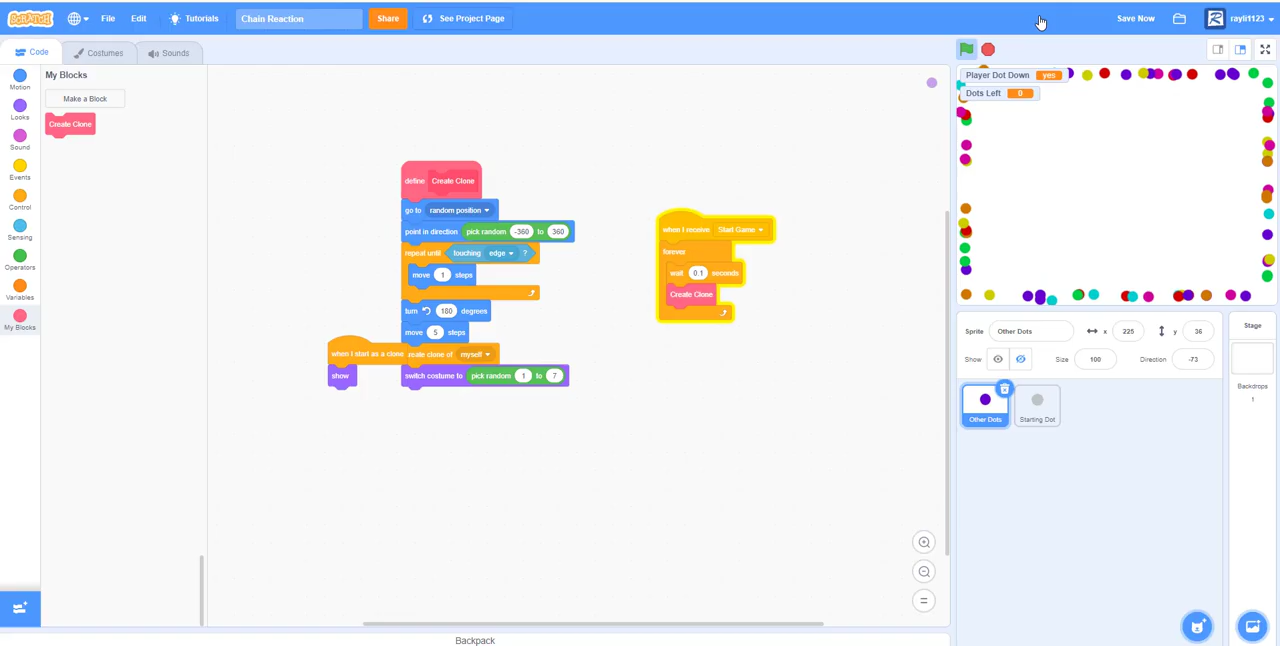 SCRATCH File Edit Tutorials Chain Reaction Share See Project Page Save Now rayli1123
Code Costumes Sounds
Motion
Looks
Sound
Events
Control
Sensing
Operators
Variables
My Blocks
My Blocks
Make a Block
Create Clone
define Create Clone
go to random position
point in direction pick random -360 to 360
repeat until touching edge ?
move 1 steps
turn 180 degrees
move 5 steps
when I start as a clone
reate clone of myself
show
switch costume to pick random 1 to 7
when I receive Start Game
forever
wait 0.1 seconds
Create Clone
Backpack
Player Dot Down yes
Dots Left 0
Sprite Other Dots x 225 y 36
Show Size 100 Direction -73
Other Dots
Starting Dot
Stage
Backdrops
1